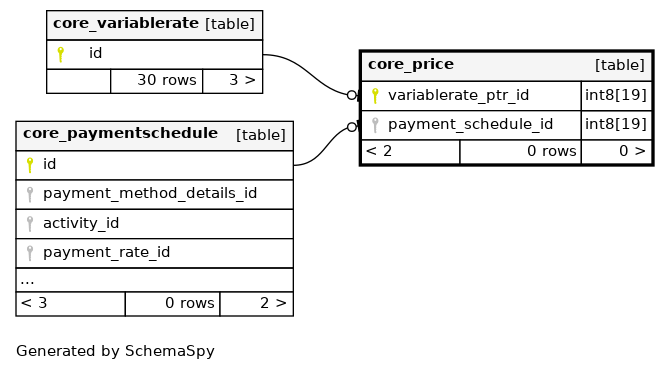 core_variablerate [table]
id
30 rows 3 >
core_price [table]
variablerate_ptr_id int8[19]
payment_schedule_id int8[19]
< 2 0 rows 0 >
core_paymentschedule [table]
id
payment_method_details_id
activity_id
payment_rate_id
...
< 3 0 rows 2 >
Generated by SchemaSpy